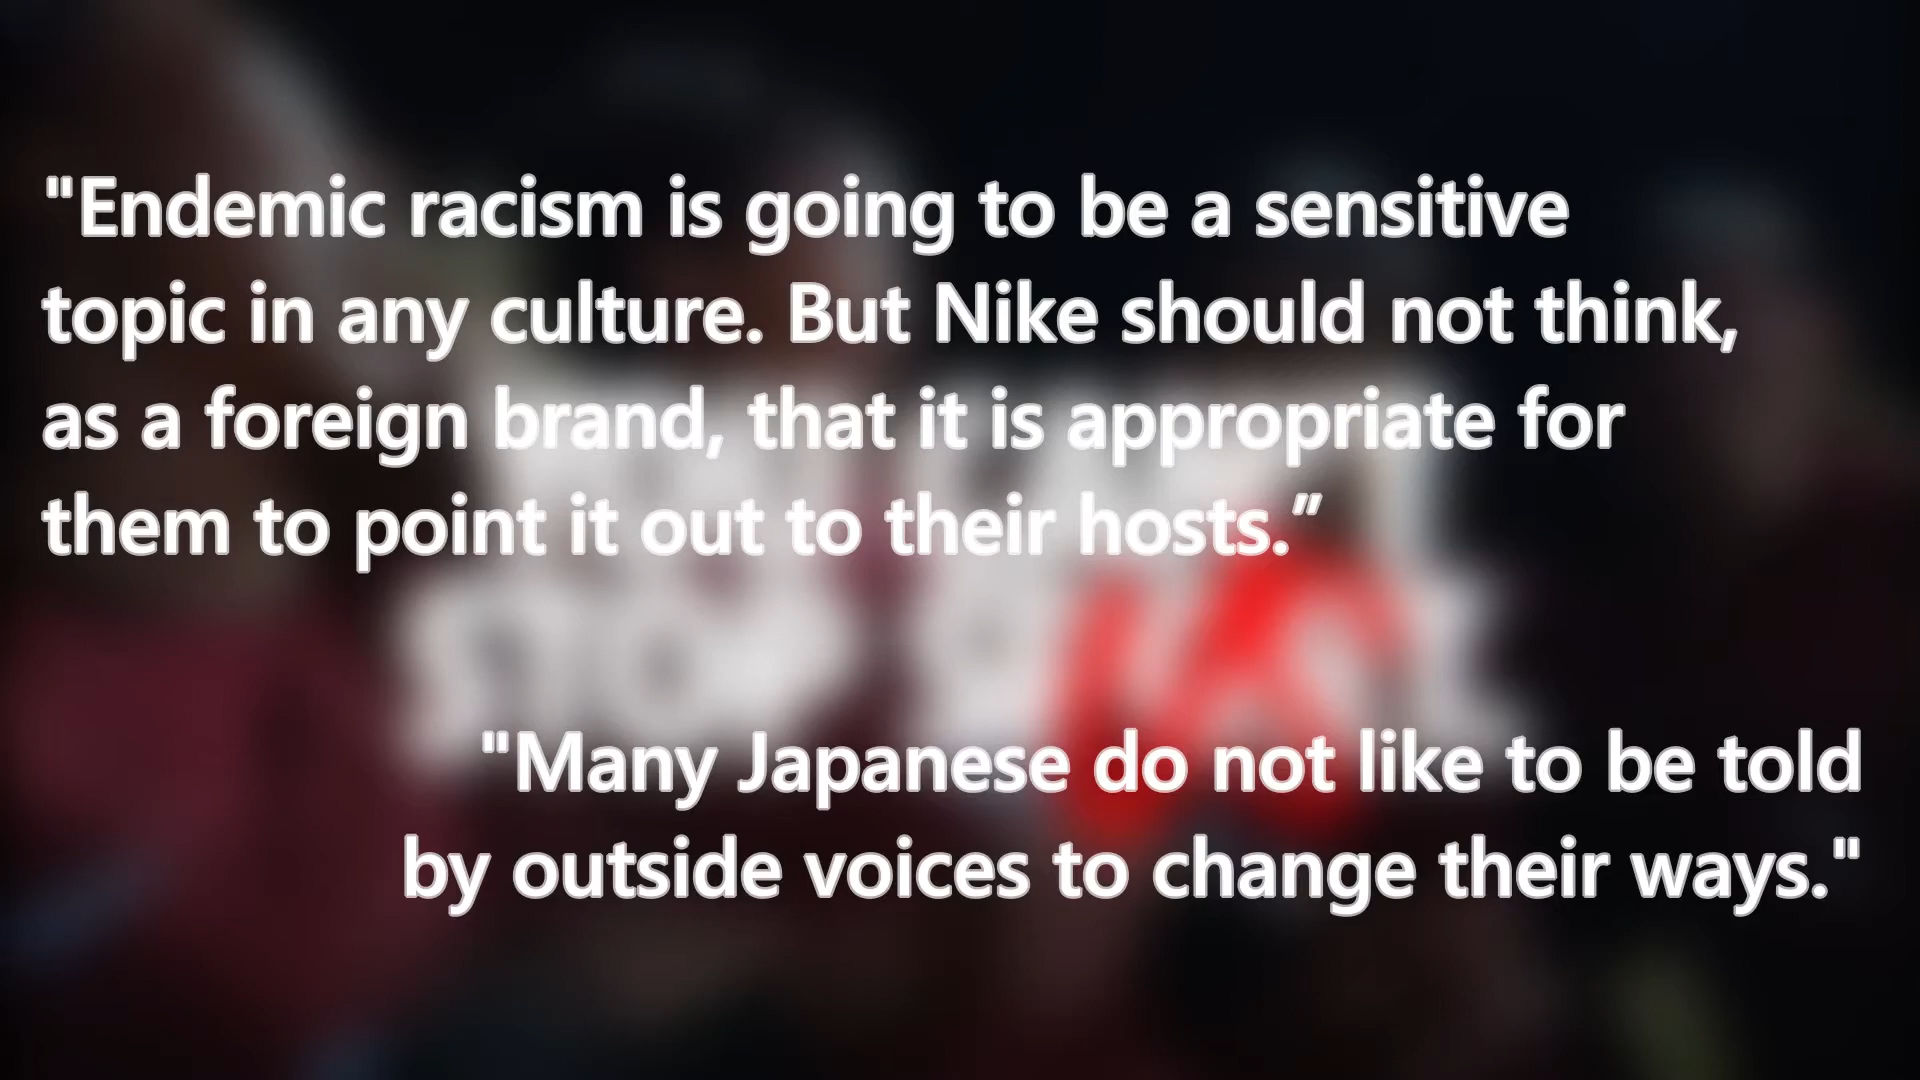 "Endemic racism is going to be a sensitive
topic in any culture. But Nike should not think,
as a foreign brand, that it is appropriate for
them to point it out to their hosts.”
"Many Japanese do not like to be told
by outside voices to change their ways."